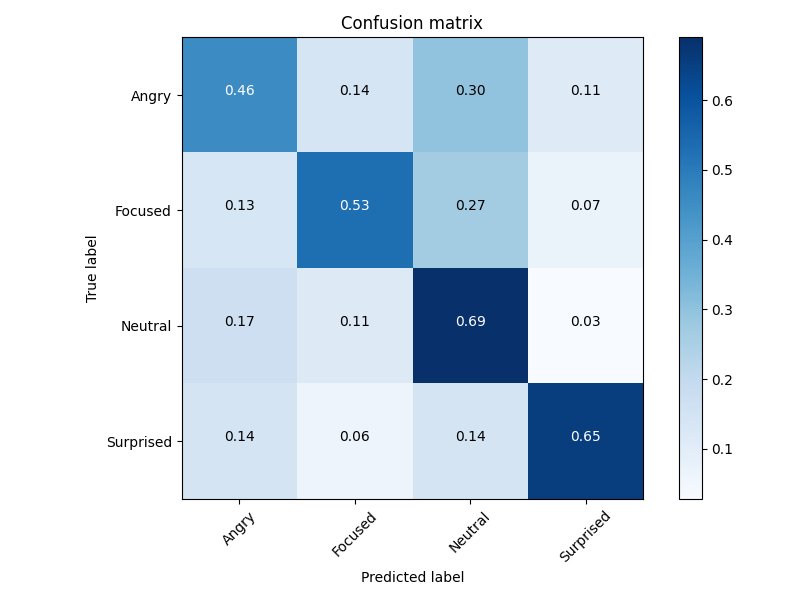 Confusion matrix
Angry 0.46 0.14 0.30 0.11
Focused 0.13 0.53 0.27 0.07
Neutral 0.17 0.11 0.69 0.03
Surprised 0.14 0.06 0.14 0.65
Angry Focused Neutral Surprised
Predicted label
True label
0.6
0.5
0.4
0.3
0.2
0.1